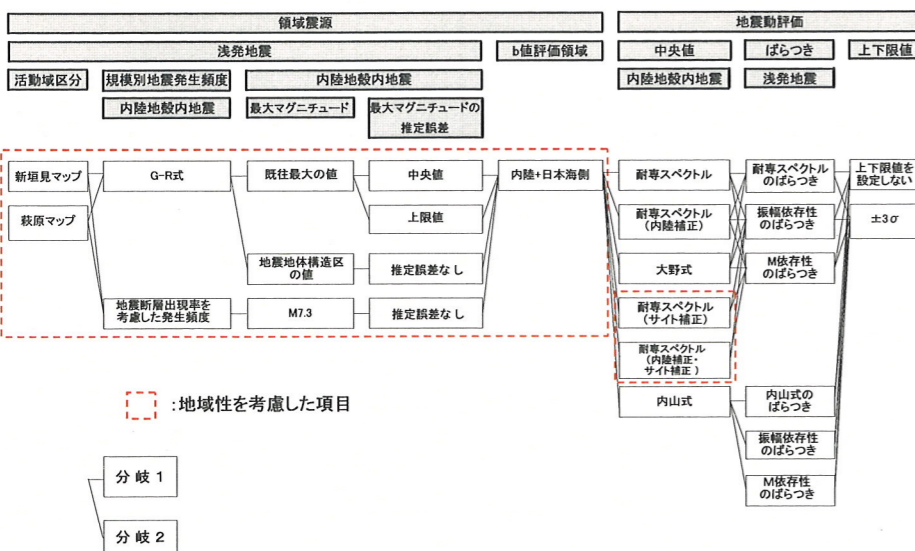 領域震源
地震動評価
浅発地震
b値評価領域
中央値
ばらつき
上下限値
活動域区分
規模別地震発生頻度
内陸地殻内地震
内陸地殻内地震
浅発地震
内陸地殻内地震
最大マグニチュード
最大マグニチュードの
推定誤差
新垣見マップ
G-R式
既往最大の値
中央値
内陸+日本海側
耐専スペクトル
耐専スペクトル
のばらつき
上下限値を
設定しない
萩原マップ
上限値
耐専スペクトル
(内陸補正)
振幅依存性
のばらつき
±3σ
地震地体構造区
の値
推定誤差なし
大野式
M依存性
のばらつき
地震断層出現率を
考慮した発生頻度
M7.3
推定誤差なし
耐専スペクトル
(サイト補正)
耐専スペクトル
(内陸補正・
サイト補正)
:地域性を考慮した項目
内山式
内山式の
ばらつき
振幅依存性
のばらつき
M依存性
のばらつき
分岐1
分岐2